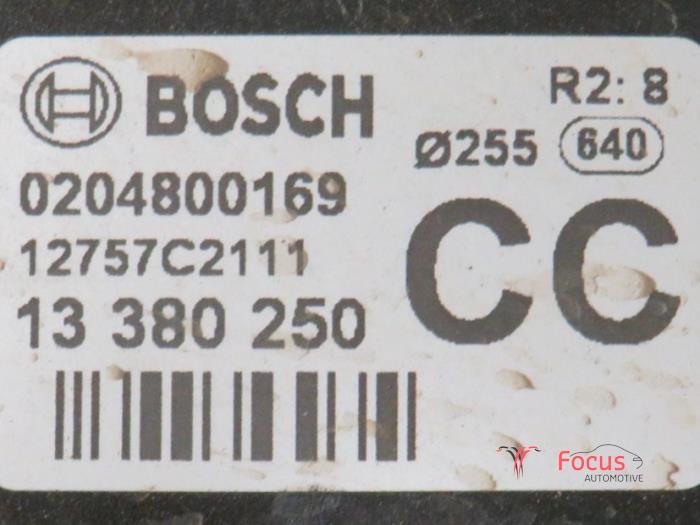 BOSCH
R2: 8
Ø255 640
0204800169
12757C2111
13 380 250
CC
Focus
AUTOMOTIVE